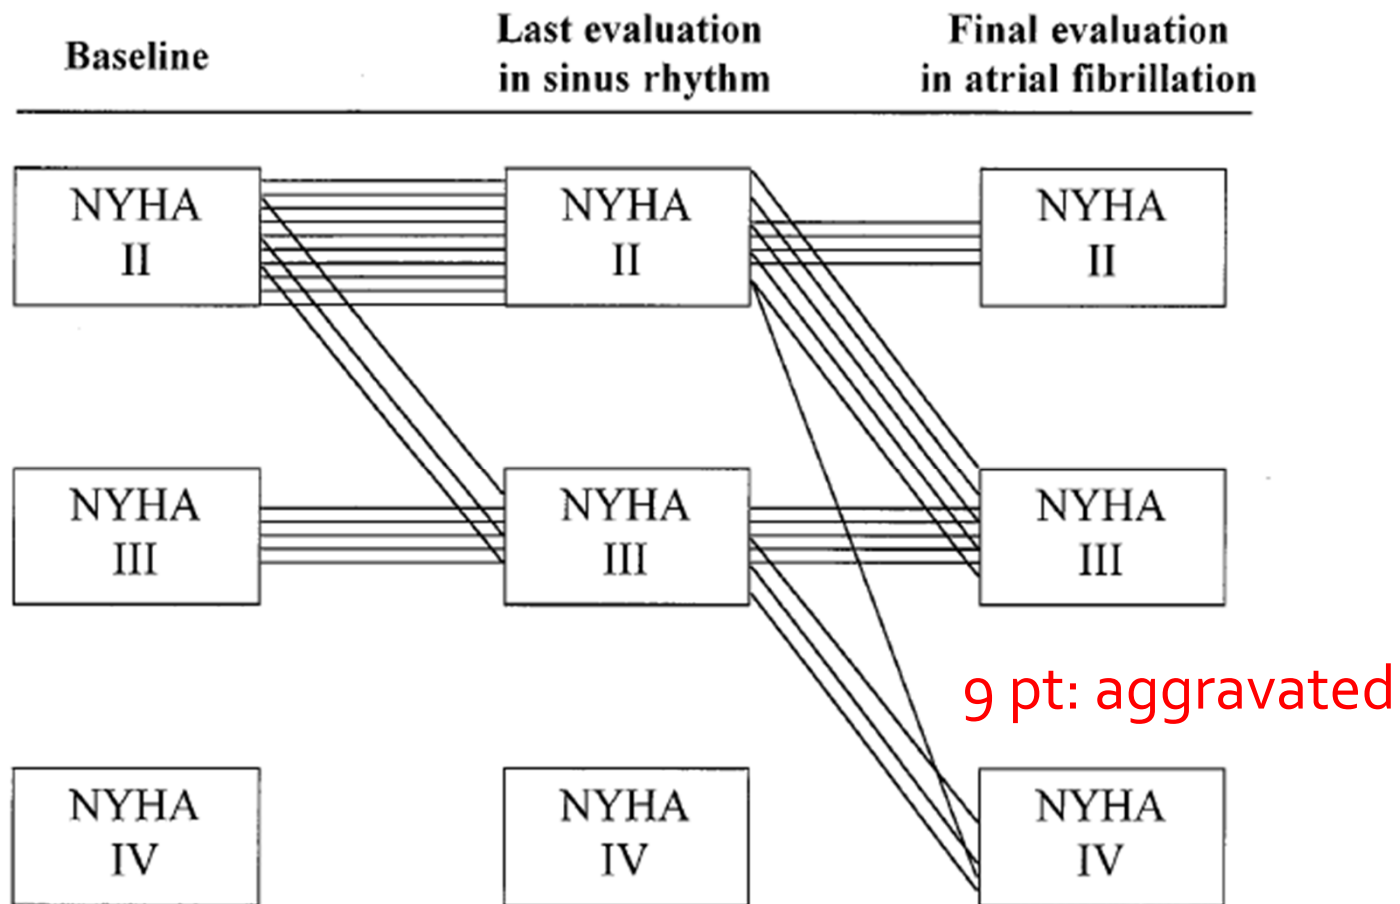 Baseline
Last evaluation
in sinus rhythm
Final evaluation
in atrial fibrillation
NYHA
II
NYHA
II
NYHA
II
NYHA
III
NYHA
III
NYHA
III
9 pt: aggravated
NYHA
IV
NYHA
IV
NYHA
IV